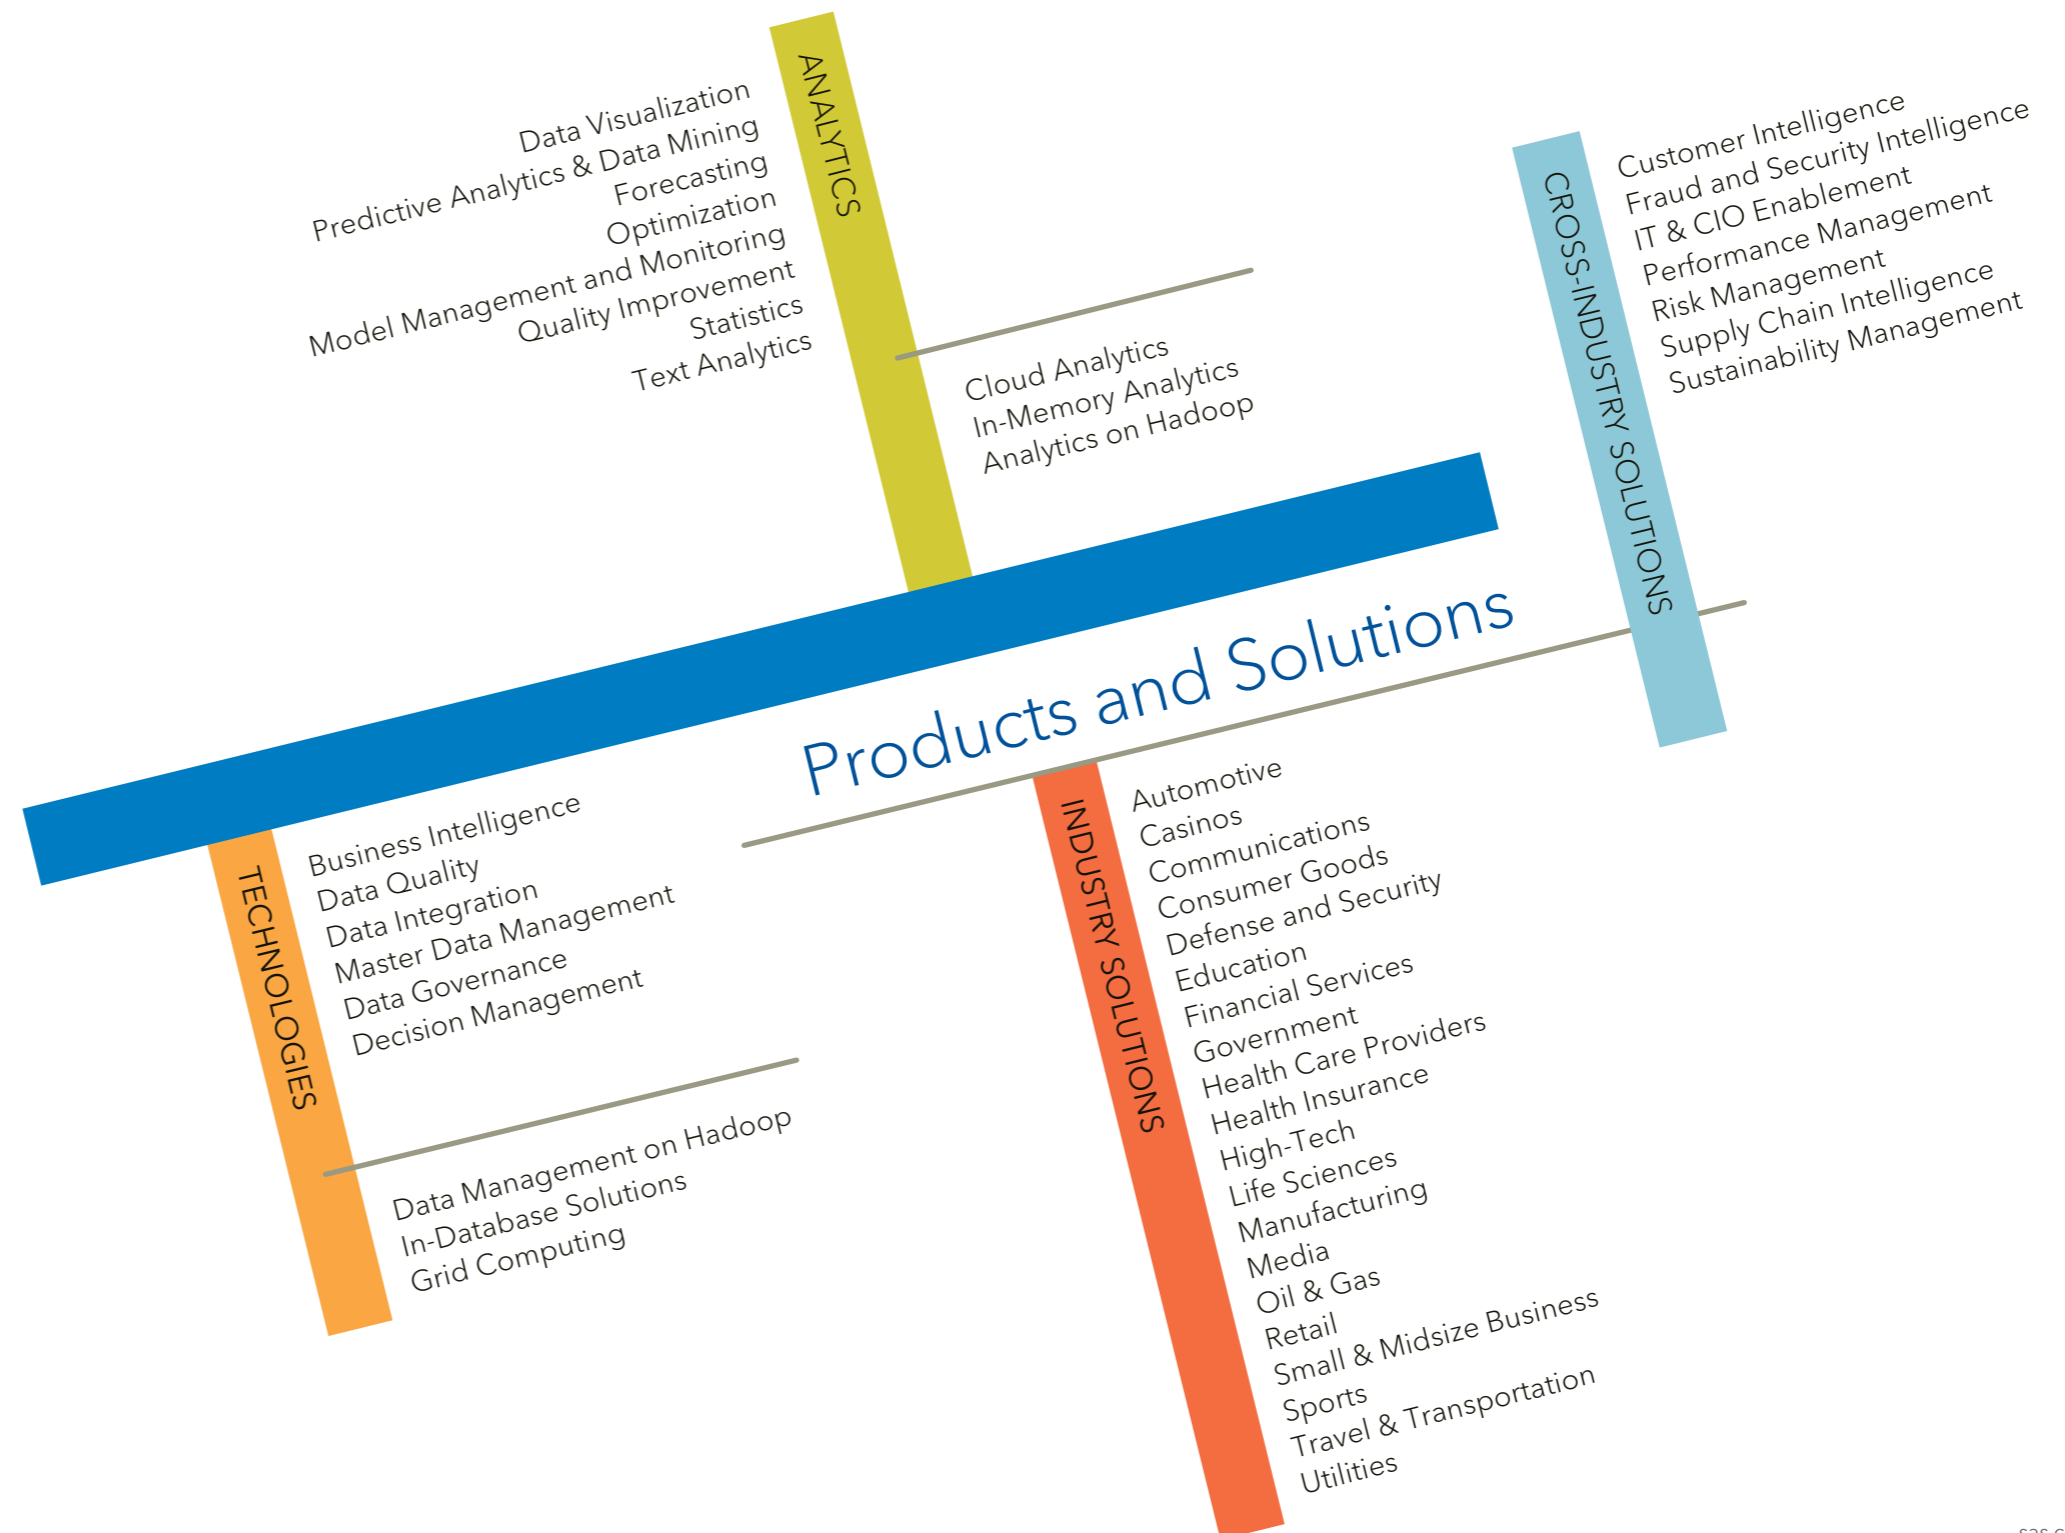 ANALYTICS
Data Visualization
Predictive Analytics & Data Mining
Forecasting
Optimization
Model Management and Monitoring
Quality Improvement
Statistics
Text Analytics
Cloud Analytics
In-Memory Analytics
Analytics on Hadoop
CROSS-INDUSTRY SOLUTIONS
Customer Intelligence
Fraud and Security Intelligence
IT & CIO Enablement
Performance Management
Risk Management
Supply Chain Intelligence
Sustainability Management
Products and Solutions
TECHNOLOGIES
Business Intelligence
Data Quality
Data Integration
Master Data Management
Data Governance
Decision Management
Data Management on Hadoop
In-Database Solutions
Grid Computing
INDUSTRY SOLUTIONS
Automotive
Casinos
Communications
Consumer Goods
Defense and Security
Education
Financial Services
Government
Health Care Providers
Health Insurance
High-Tech
Life Sciences
Manufacturing
Media
Oil & Gas
Retail
Small & Midsize Business
Sports
Travel & Transportation
Utilities